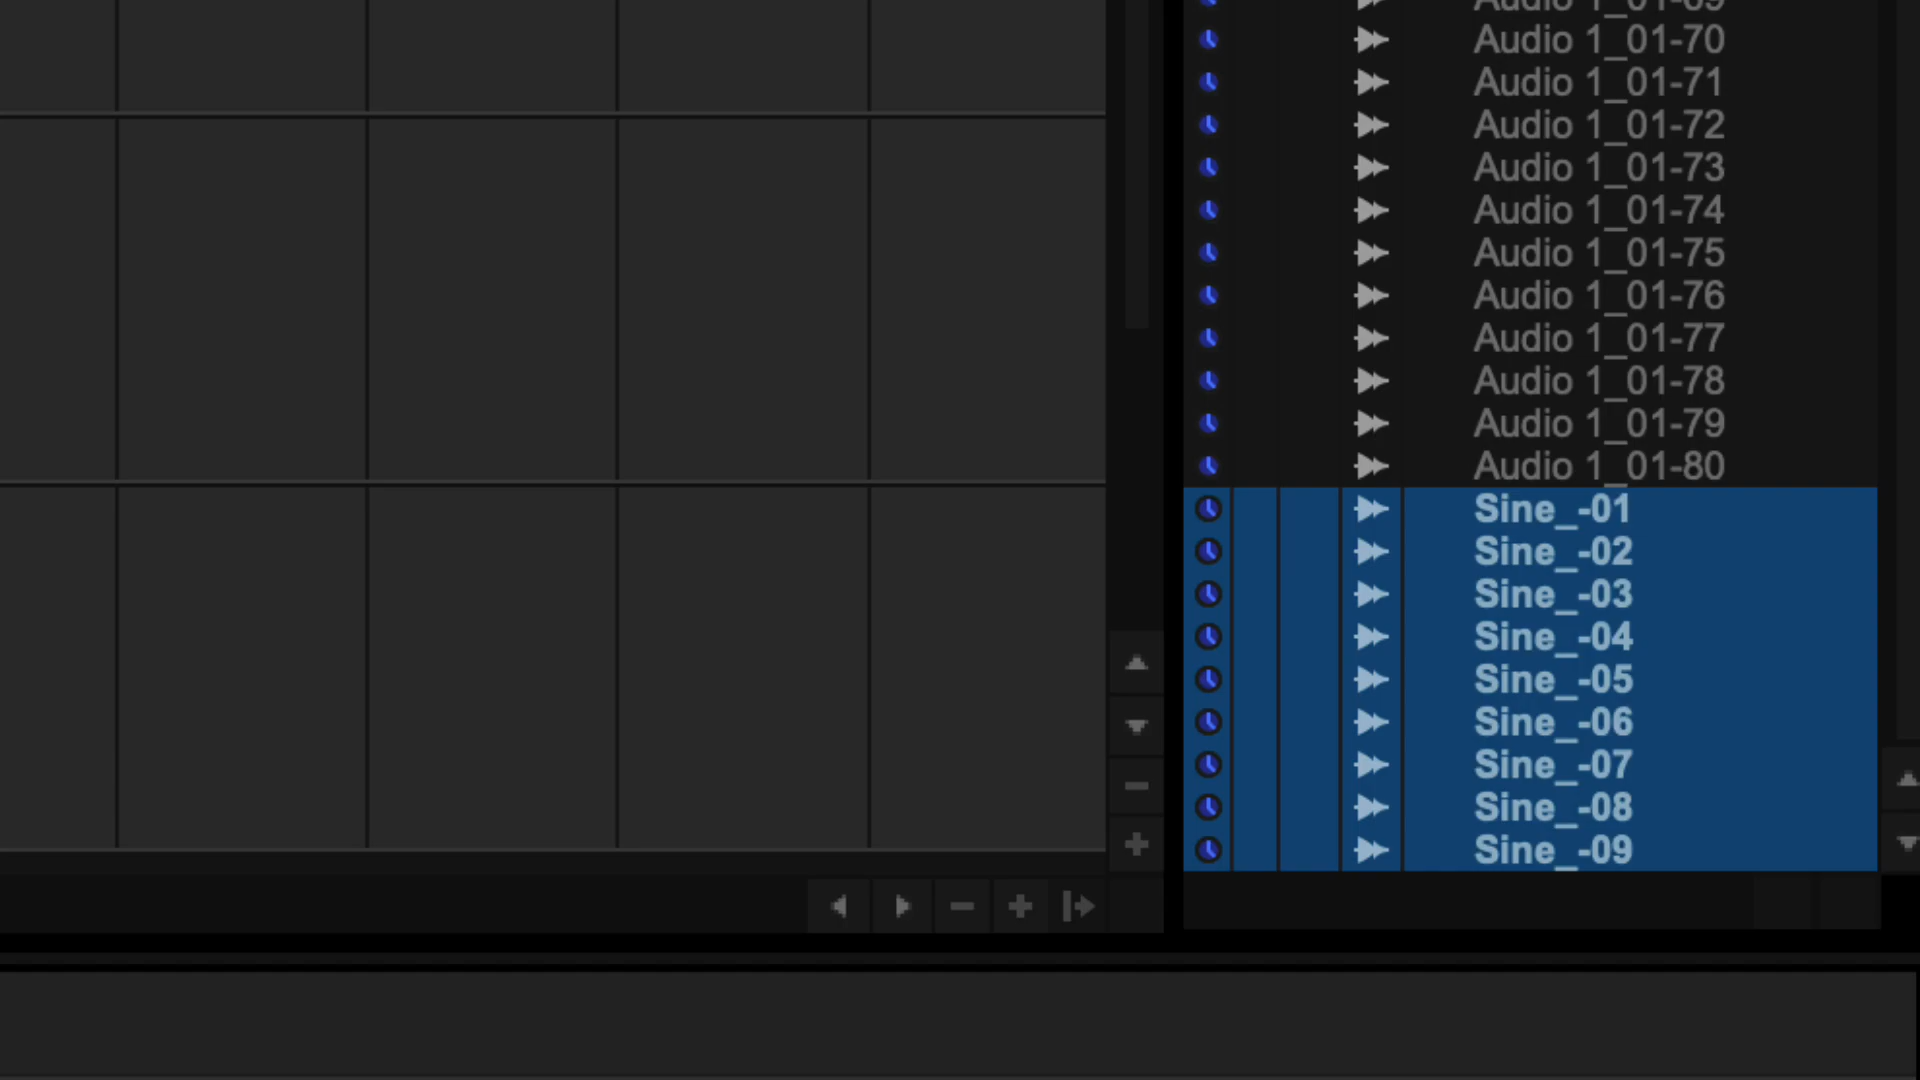 Audio 1_01-69
Audio 1_01-70
Audio 1_01-71
Audio 1_01-72
Audio 1_01-73
Audio 1_01-74
Audio 1_01-75
Audio 1_01-76
Audio 1_01-77
Audio 1_01-78
Audio 1_01-79
Audio 1_01-80
Sine_-01
Sine_-02
Sine_-03
Sine_-04
Sine_-05
Sine_-06
Sine_-07
Sine_-08
Sine_-09